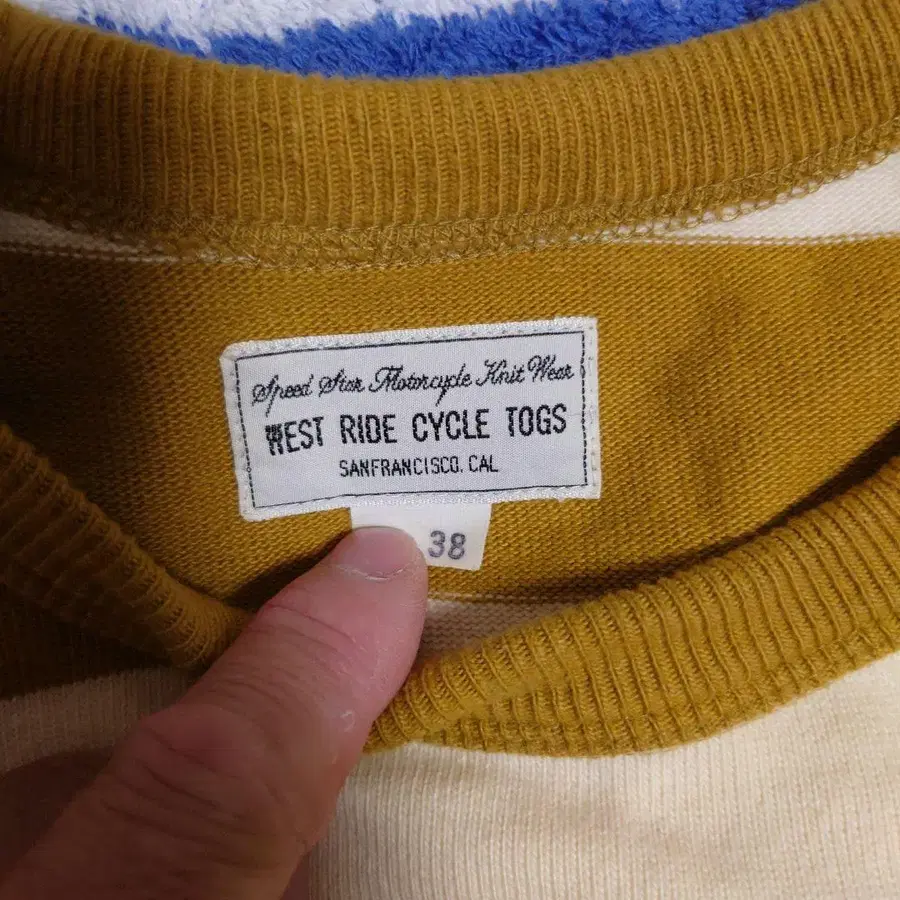 Speed Star Motorcycle Knit Wear
WEST RIDE CYCLE TOGS
SANFRANCISCO. CAL
38